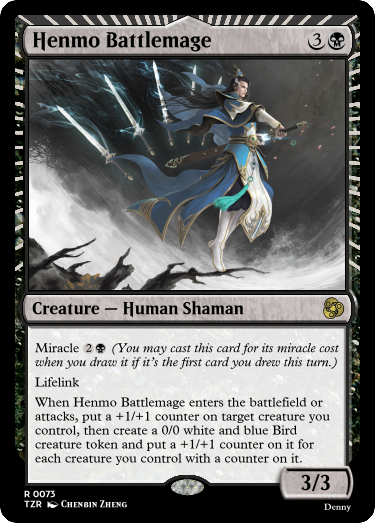 Henmo Battlemage 3
Creature — Human Shaman
Miracle 2 (You may cast this card for its miracle
cost when you draw it if it's the first card you drew this turn.)
Lifelink
When Henmo Battlemage enters the battlefield or
attacks, put a +1/+1 counter on target creature you
control, then create a 0/0 white and blue Bird
creature token and put a +1/+1 counter on it for
each creature you control with a counter on it.
3/3
R 0073
TZR Chenbin Zheng
Denny